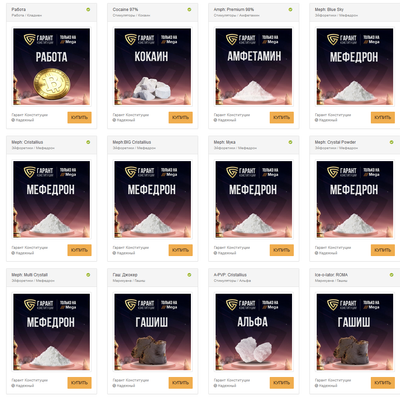 Работа
Работа / Кокаин
ГАРАНТ
КОНСТИТУЦИИ
ТОЛЬКО НА
Mega
РАБОТА
Гарант Конституции
Надежный
КУПИТЬ
Cocaine 97%
Стимуляторы / Кокаин
ГАРАНТ
КОНСТИТУЦИИ
ТОЛЬКО НА
Mega
КОКАИН
Гарант Конституции
Надежный
КУПИТЬ
Amph: Premium 98%
Стимуляторы / Амфетамин
ГАРАНТ
КОНСТИТУЦИИ
ТОЛЬКО НА
Mega
АМФЕТАМИН
Гарант Конституции
Надежный
КУПИТЬ
Meph: Blue Sky
Эйфоретики / Мефедрон
ГАРАНТ
КОНСТИТУЦИИ
ТОЛЬКО НА
Mega
МЕФЕДРОН
Гарант Конституции
Надежный
КУПИТЬ
Meph: Cristallius
Эйфоретики / Мефедрон
ГАРАНТ
КОНСТИТУЦИИ
ТОЛЬКО НА
Mega
МЕФЕДРОН
Гарант Конституции
Надежный
КУПИТЬ
Meph:BIG Cristallius
Эйфоретики / Мефедрон
ГАРАНТ
КОНСТИТУЦИИ
ТОЛЬКО НА
Mega
МЕФЕДРОН
Гарант Конституции
Надежный
КУПИТЬ
Meph: Мука
Эйфоретики / Мефедрон
ГАРАНТ
КОНСТИТУЦИИ
ТОЛЬКО НА
Mega
МЕФЕДРОН
Гарант Конституции
Надежный
КУПИТЬ
Meph: Crystal Powder
Эйфоретики / Мефедрон
ГАРАНТ
КОНСТИТУЦИИ
ТОЛЬКО НА
Mega
МЕФЕДРОН
Гарант Конституции
Надежный
КУПИТЬ
Meph: Multi Crystall
Эйфоретики / Мефедрон
ГАРАНТ
КОНСТИТУЦИИ
ТОЛЬКО НА
Mega
МЕФЕДРОН
Гарант Конституции
Надежный
КУПИТЬ
Гаш: Джокер
Марихуана / Гашиш
ГАРАНТ
КОНСТИТУЦИИ
ТОЛЬКО НА
Mega
ГАШИШ
Гарант Конституции
Надежный
КУПИТЬ
A-PVP: Cristallius
Стимуляторы / Альфа
ГАРАНТ
КОНСТИТУЦИИ
ТОЛЬКО НА
Mega
АЛЬФА
Гарант Конституции
Надежный
КУПИТЬ
Ice-o-lator: ROMA
Марихуана / Гашиш
ГАРАНТ
КОНСТИТУЦИИ
ТОЛЬКО НА
Mega
ГАШИШ
Гарант Конституции
Надежный
КУПИТЬ